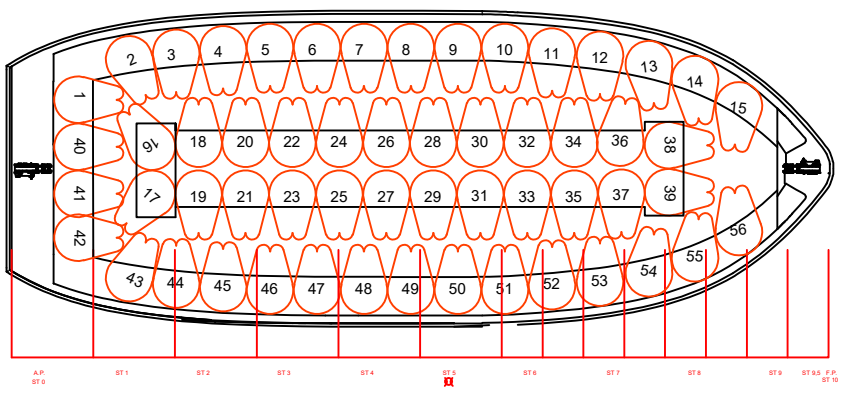 2 3 4 5 6 7 8 9 10 11 12 13 14 15
1
16 18 20 22 24 26 28 30 32 34 36 38
40
17 19 21 23 25 27 29 31 33 35 37 39
41
42
43 44 45 46 47 48 49 50 51 52 53 54 55 56
A.P. ST 1 ST 2 ST 3 ST 4 ST 5 ST 6 ST 7 ST 8 ST 9 ST 9.5 F.P.
ST 0 ST 10